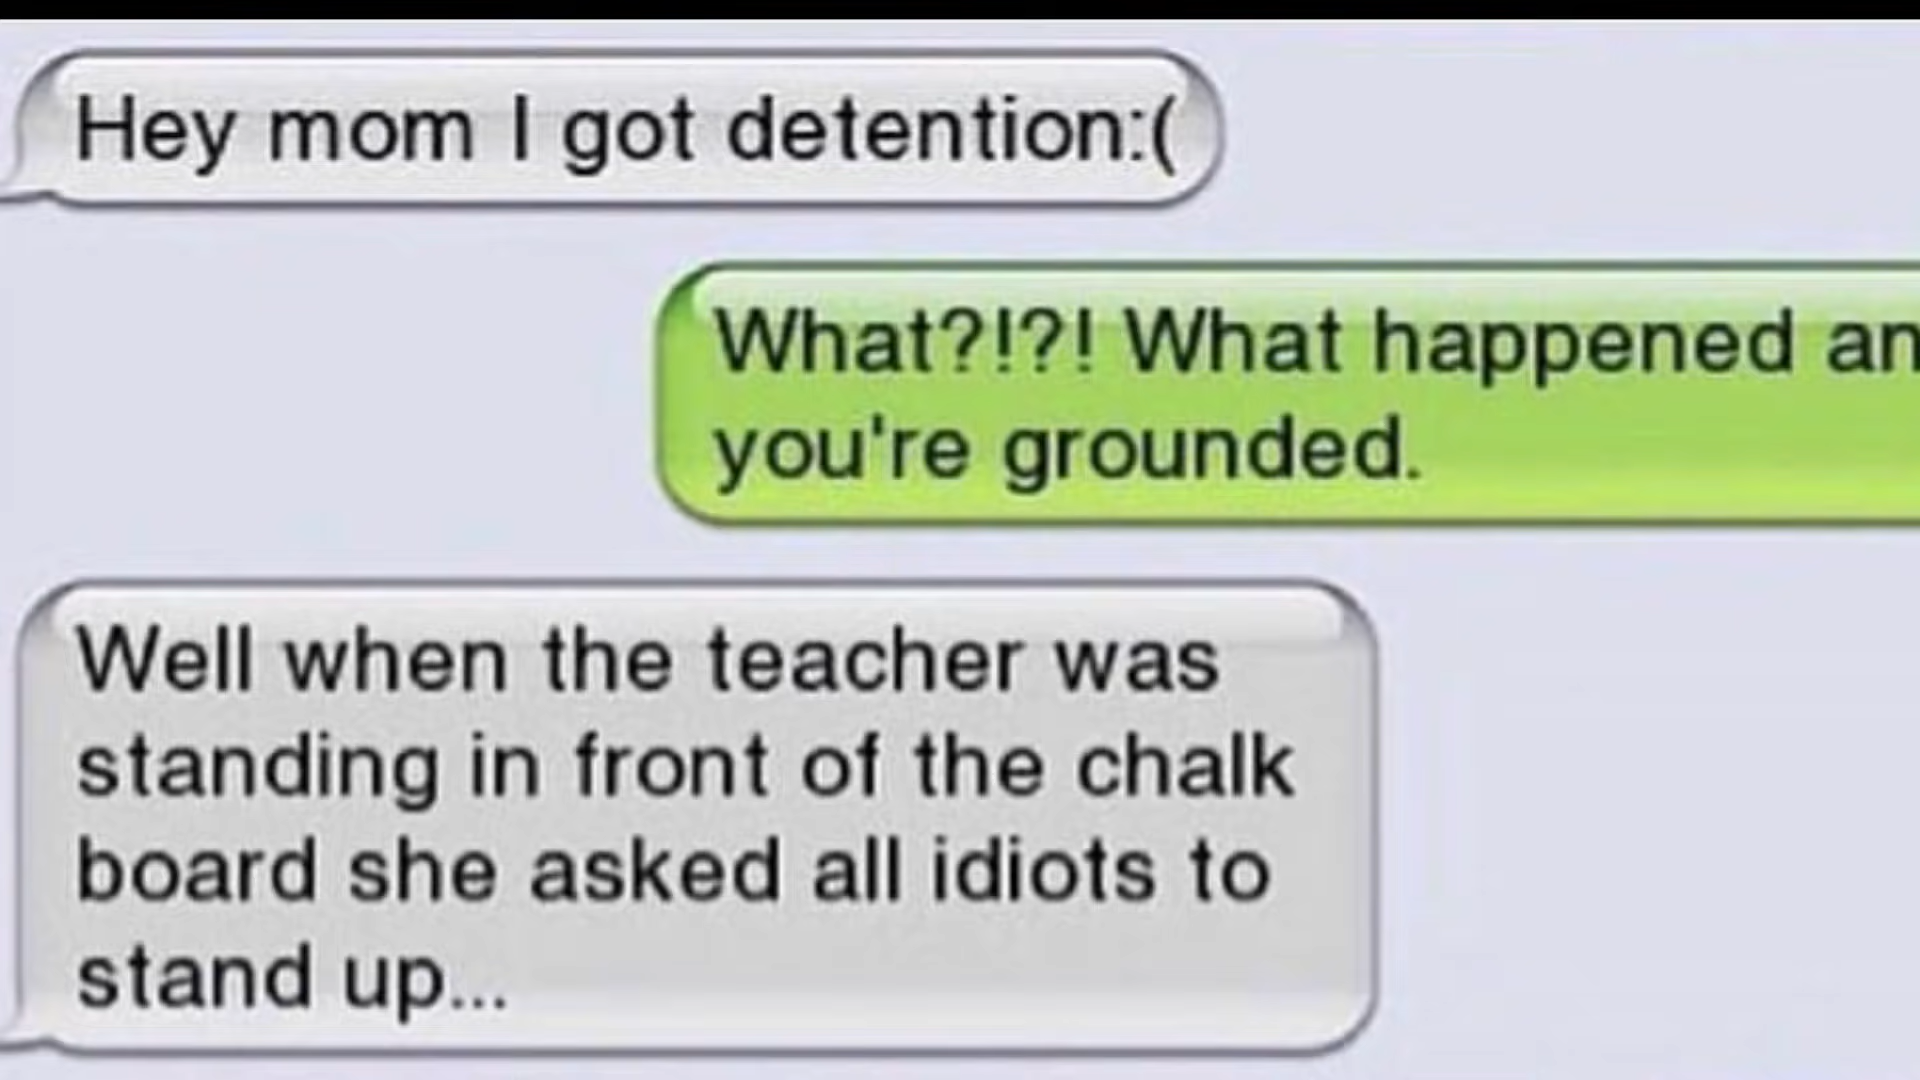 Hey mom I got detention:(
What?!?! What happened an
you're grounded.
Well when the teacher was
standing in front of the chalk
board she asked all idiots to
stand up...